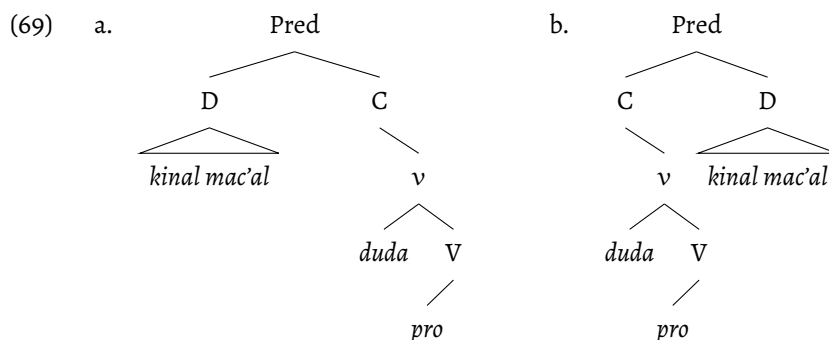 (69) a. Pred b. Pred
D C C D
kinal mac'al v v kinal mac'al
duda V duda V
pro pro